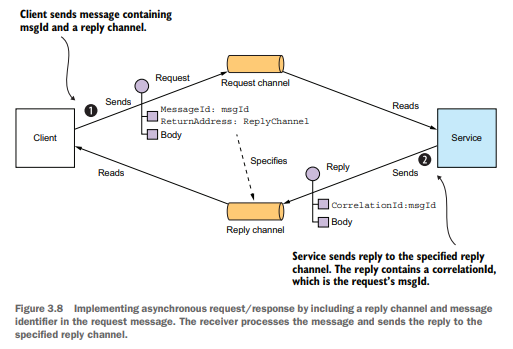 Client sends message containing
msgId and a reply channel.
Request
Request channel
1
Sends
MessageId: msgId
ReturnAddress: ReplyChannel
Body
Reads
Client
Service
Specifies
2
Reads
Reply
Sends
CorrelationId:msgId
Body
Reply channel
Service sends reply to the specified reply
channel. The reply contains a correlationId,
which is the request's msgId.
Figure 3.8 Implementing asynchronous request/response by including a reply channel and message
identifier in the request message. The receiver processes the message and sends the reply to the
specified reply channel.